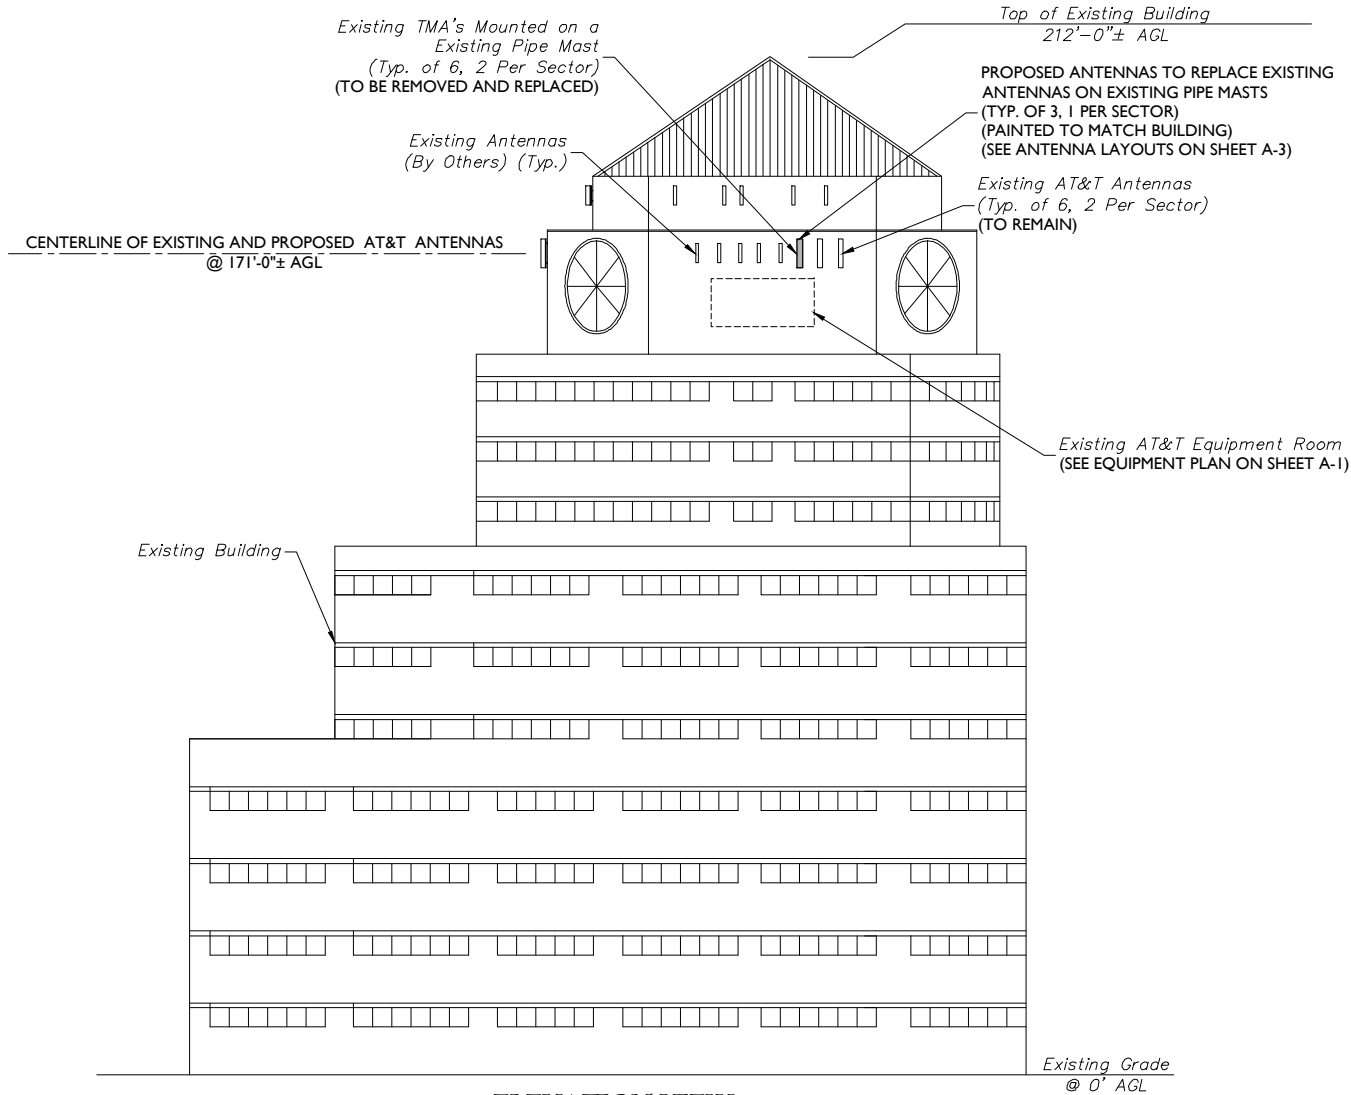 Existing TMA's Mounted on a
Existing Pipe Mast
(Typ. of 6, 2 Per Sector)
(TO BE REMOVED AND REPLACED)
Top of Existing Building
212'-0"± AGL
PROPOSED ANTENNAS TO REPLACE EXISTING
ANTENNAS ON EXISTING PIPE MASTS
(TYP. OF 3, 1 PER SECTOR)
(PAINTED TO MATCH BUILDING)
(SEE ANTENNA LAYOUTS ON SHEET A-3)
Existing Antennas
(By Others) (Typ.)
Existing AT&T Antennas
(Typ. of 6, 2 Per Sector)
(TO REMAIN)
CENTERLINE OF EXISTING AND PROPOSED AT&T ANTENNAS
@ 171'-0"± AGL
Existing AT&T Equipment Room
(SEE EQUIPMENT PLAN ON SHEET A-1)
Existing Building
Existing Grade
@ 0' AGL